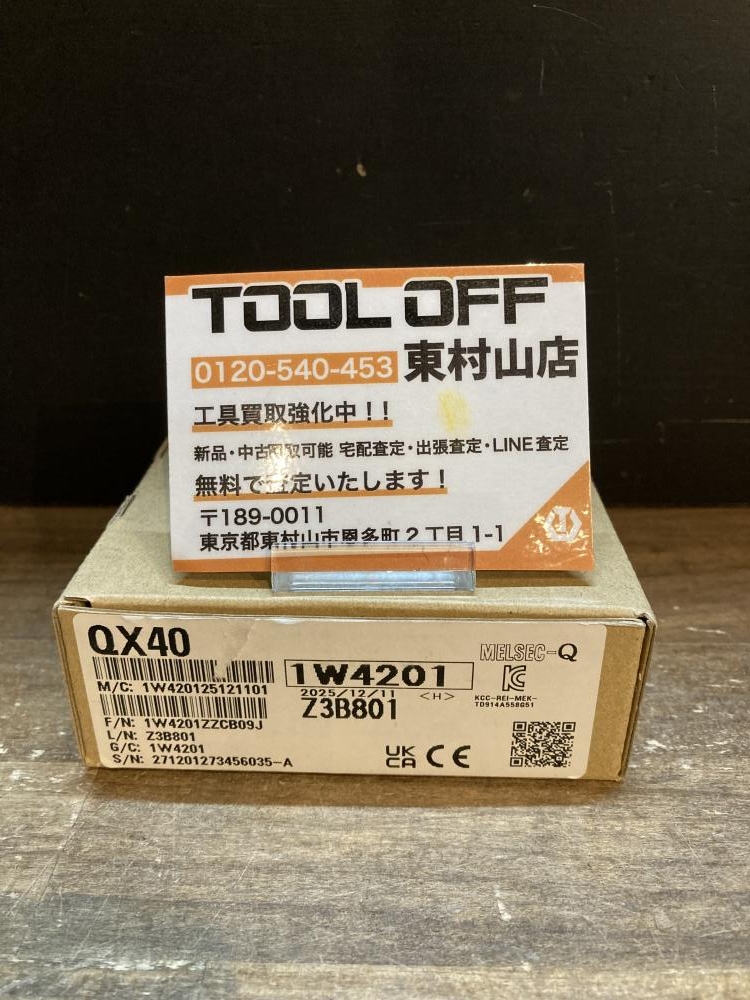 TOOL OFF
0120-540-453 東村山店
工具買取強化中!!
新品・中古買取可能 宅配査定・出張査定・LINE査定
無料で査定いたします!
〒189-0011
東京都東村山市恩多町2丁目1-1
QX40
M/C: 1W420125121101
F/N: 1W4201ZZCB09J
L/N: Z3B801
G/C: 1W4201
S/N: 271201273456035-A
1W4201
2025/12/11 <H>
Z3B801
MELSEC-Q
KCC-REI-MEK-
TD914A558G51
UK
CA CE